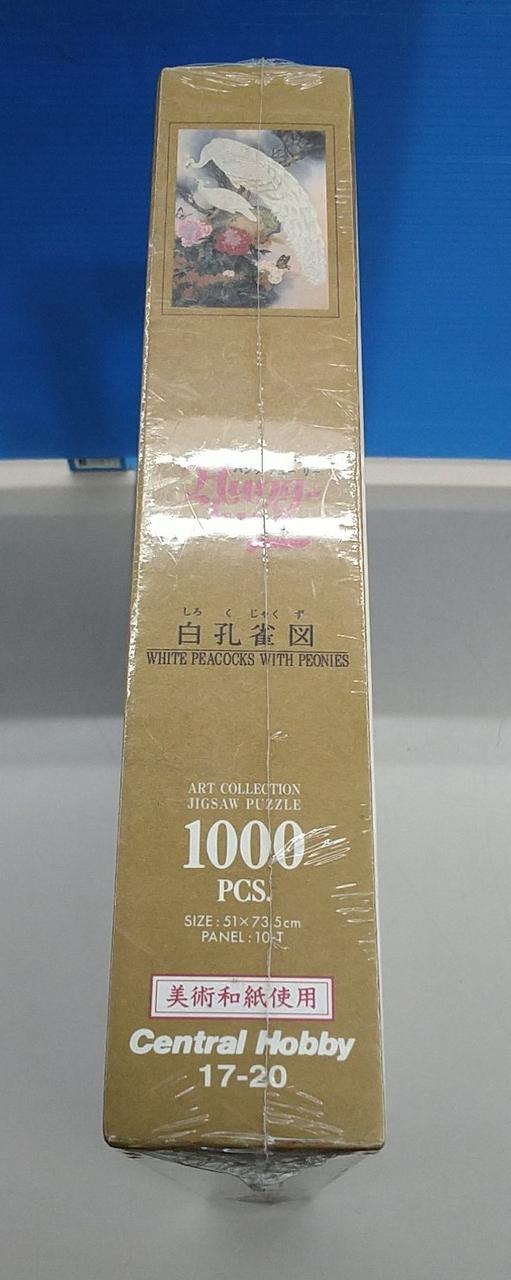 しろ く じゃく ず
白孔雀図
WHITE PEACOCKS WITH PEONIES
ART COLLECTION
JIGSAW PUZZLE
1000
PCS.
SIZE : 51×73.5cm
PANEL : 10-T
美術和紙使用
Central Hobby
17-20